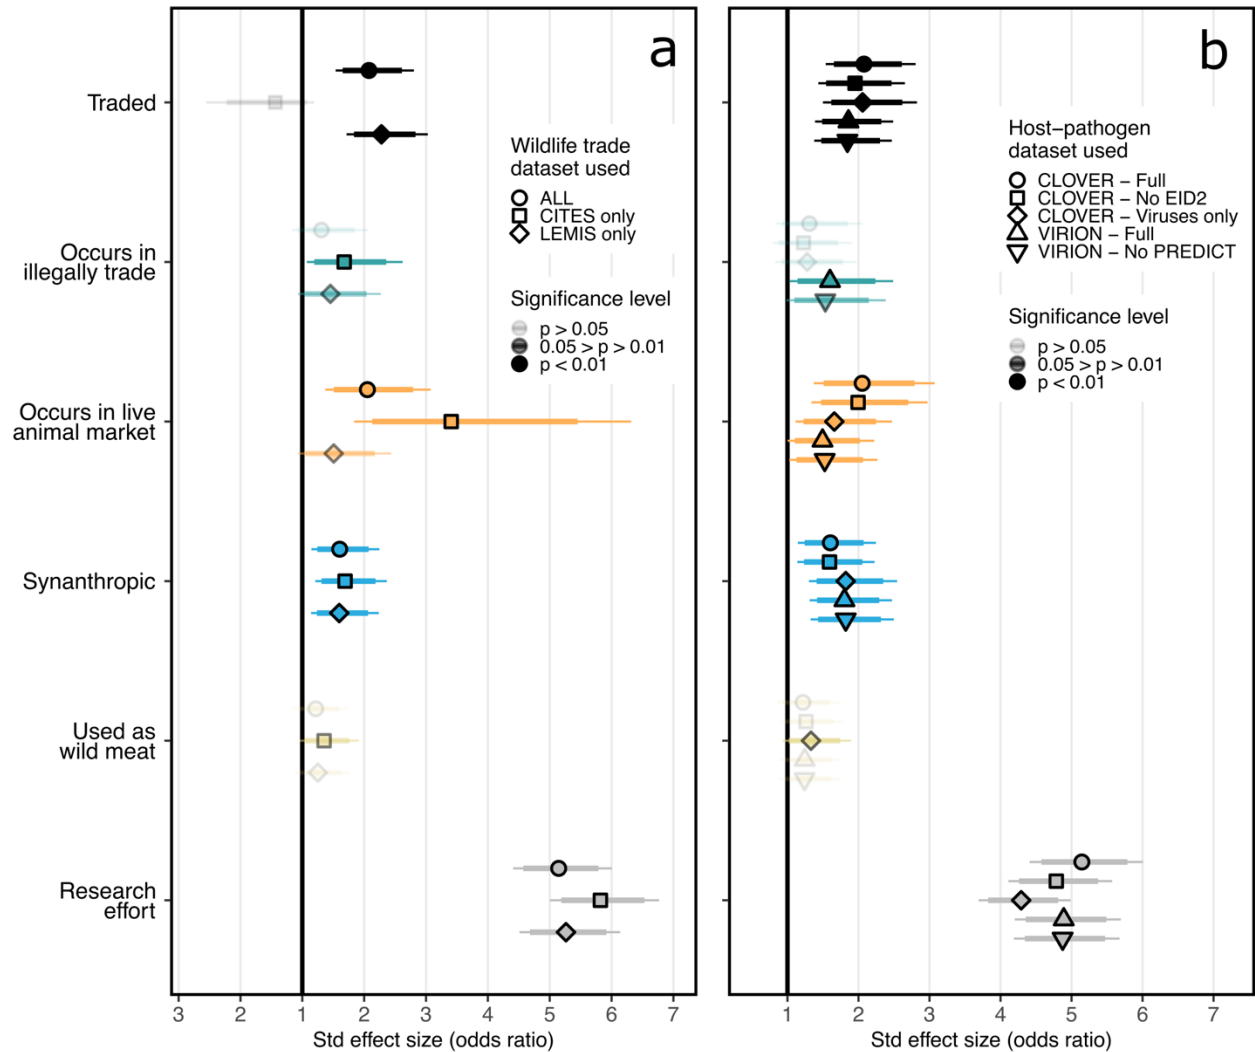 a
Traded
Occurs in
illegally trade
Occurs in live
animal market
Synanthropic
Used as
wild meat
Research
effort
Wildlife trade
dataset used
ALL
CITES only
LEMIS only
Significance level
p > 0.05
0.05 > p > 0.01
p < 0.01
3 2 1 2 3 4 5 6 7
Std effect size (odds ratio)
b
Host–pathogen
dataset used
CLOVER – Full
CLOVER – No EID2
CLOVER – Viruses only
VIRION – Full
VIRION – No PREDICT
Significance level
p > 0.05
0.05 > p > 0.01
p < 0.01
1 2 3 4 5 6 7
Std effect size (odds ratio)